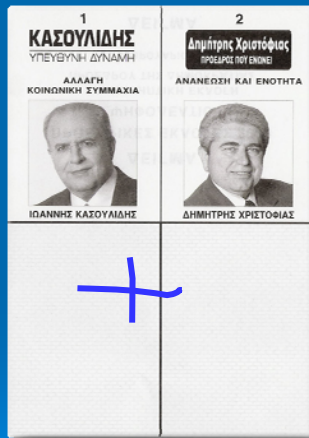 1
ΚΑΣΟΥΛΙΔΗΣ
ΥΠΕΥΘΥΝΗ ΔΥΝΑΜΗ
ΑΛΛΑΓΗ
ΚΟΙΝΩΝΙΚΗ ΣΥΜΜΑΧΙΑ
ΙΩΑΝΝΗΣ ΚΑΣΟΥΛΙΔΗΣ
2
Δημήτρης Χριστόφιας
ΠΡΟΕΔΡΟΣ ΠΟΥ ΕΝΩΝΕΙ
ΑΝΑΝΕΩΣΗ ΚΑΙ ΕΝΟΤΗΤΑ
ΔΗΜΗΤΡΗΣ ΧΡΙΣΤΟΦΙΑΣ